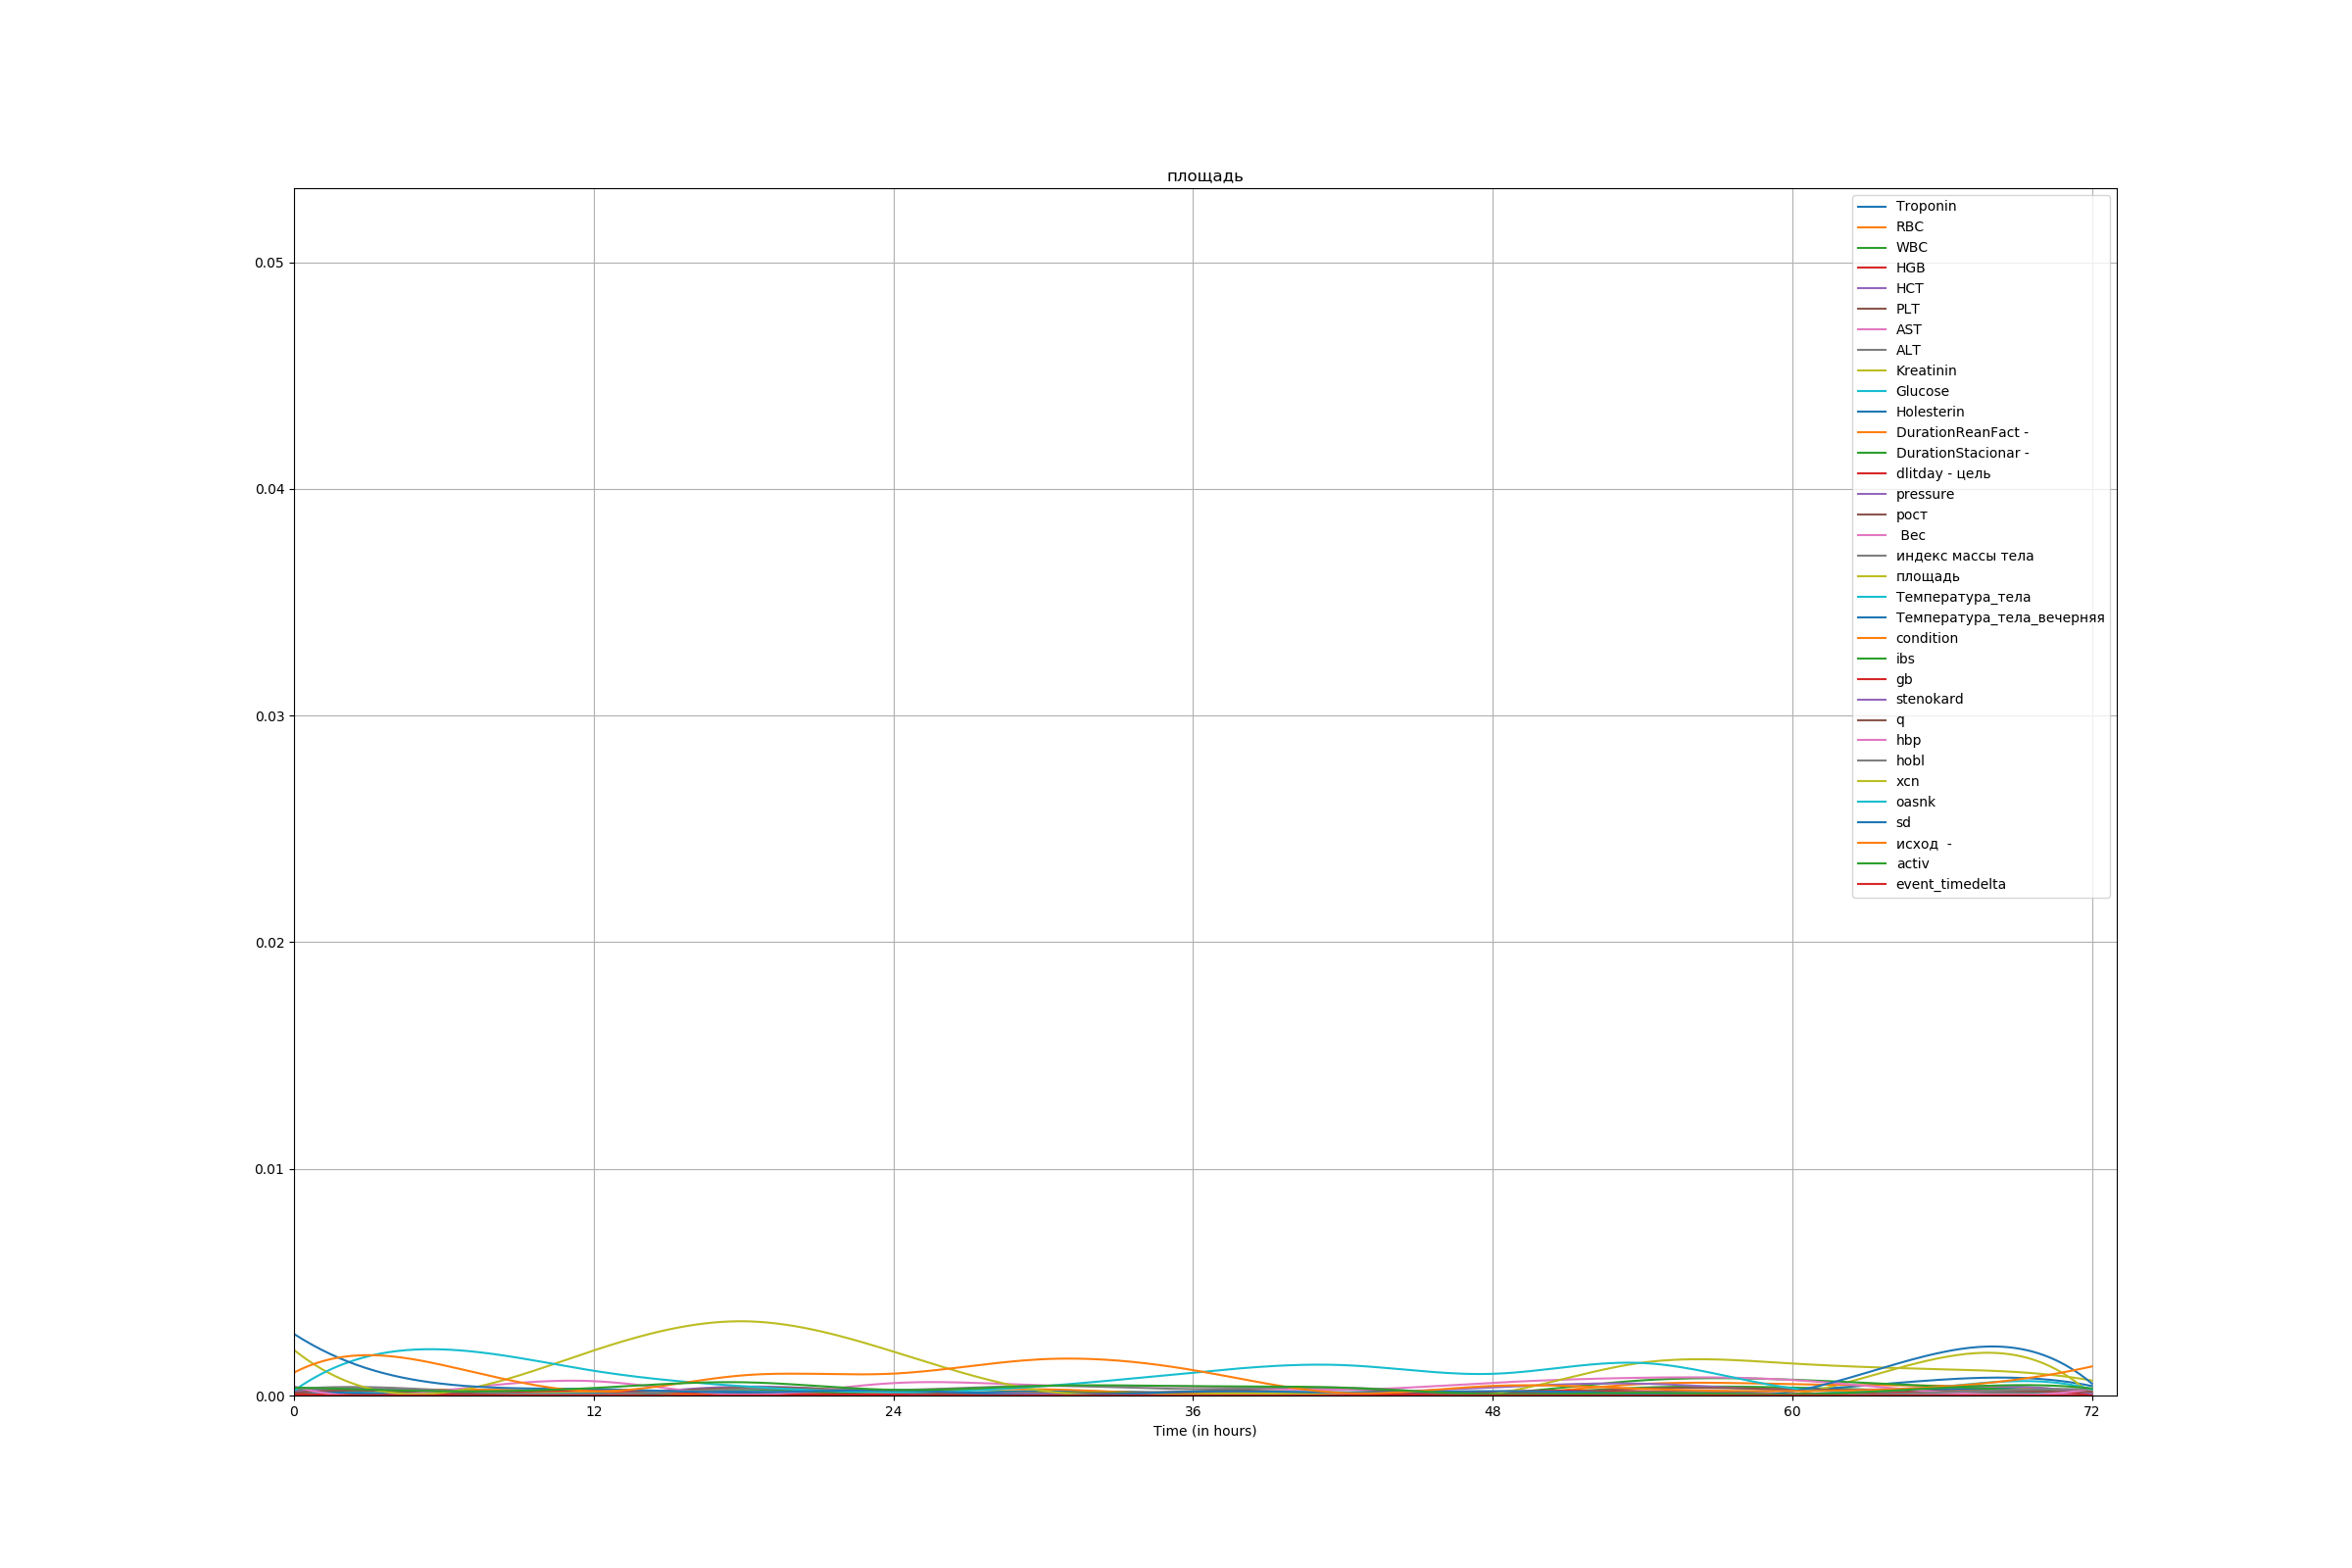 площадь
0.05
0.04
0.03
0.02
0.01
0.00
0 12 24 36 48 60 72
Time (in hours)
Troponin
RBC
WBC
HGB
HCT
PLT
AST
ALT
Kreatinin
Glucose
Holesterin
DurationReanFact -
DurationStacionar -
dlitday - цель
pressure
рост
Вес
индекс массы тела
площадь
Температура_тела
Температура_тела_вечерняя
condition
ibs
gb
stenokard
q
hbp
hobl
xcn
oasnk
sd
исход  -
activ
event_timedelta